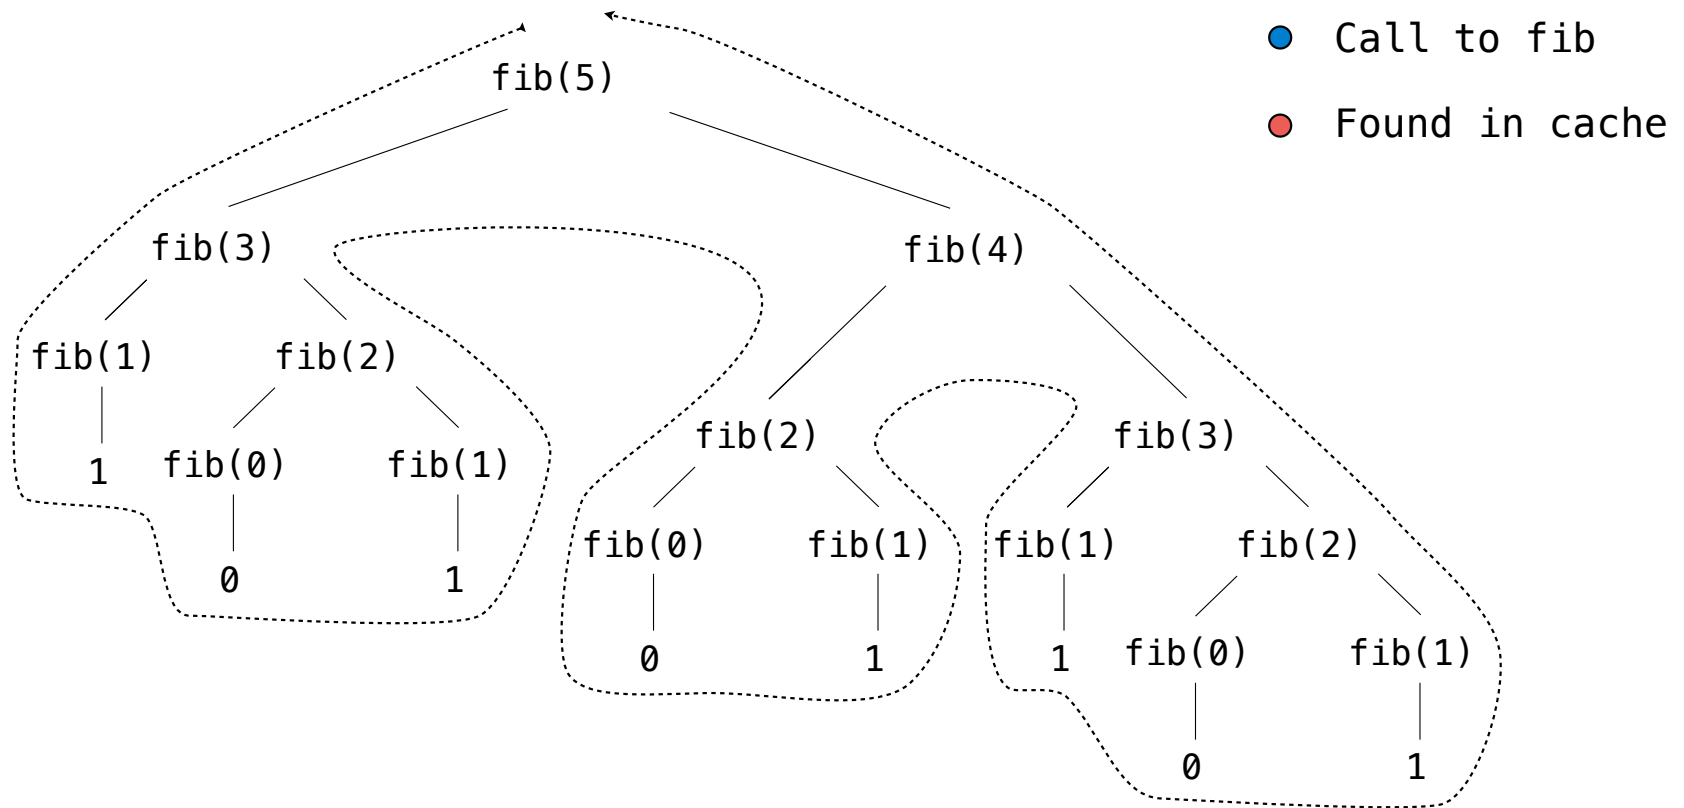 Call to fib
fib(5)
Found in cache
fib(3)
fib(4)
fib(1)
fib(2)
fib(2)
fib(3)
1
fib(0)
fib(1)
fib(0)
fib(1)
fib(1)
fib(2)
0
1
0
1
1
fib(0)
fib(1)
0
1